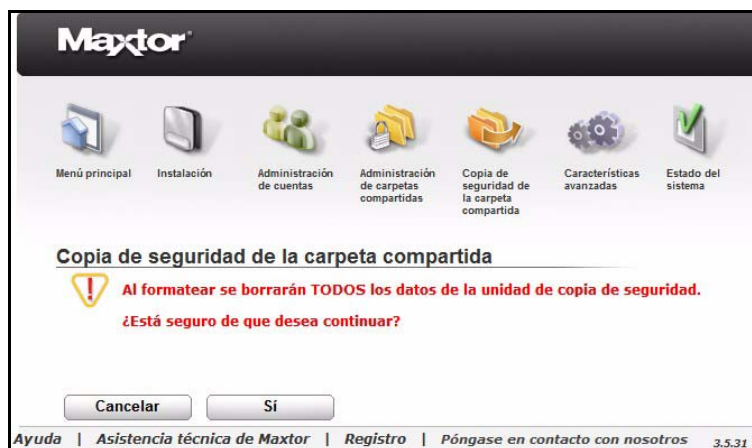 Maxtor
Menú principal
Instalación
Administración
de cuentas
Administración
de carpetas
compartidas
Copia de
seguridad de
la carpeta
compartida
Características
avanzadas
Estado del
sistema
Copia de seguridad de la carpeta compartida
Al formatear se borrarán TODOS los datos de la unidad de copia de seguridad.
¿Está seguro de que desea continuar?
Cancelar Sí
Ayuda | Asistencia técnica de Maxtor | Registro | Póngase en contacto con nosotros 3.5.31